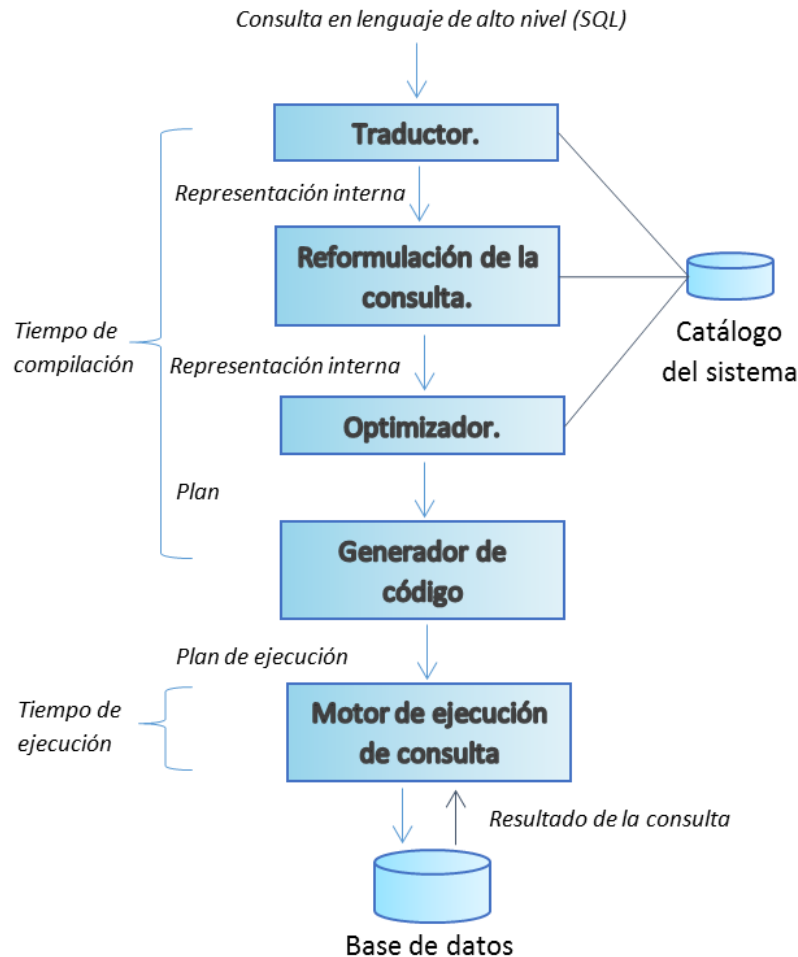 Consulta en lenguaje de alto nivel (SQL)
Traductor.
Representación interna
Reformulación de la
consulta.
Catálogo
del sistema
Tiempo de
compilación
Representación interna
Optimizador.
Plan
Generador de
código
Plan de ejecución
Tiempo de
ejecución
Motor de ejecución
de consulta
Resultado de la consulta
Base de datos